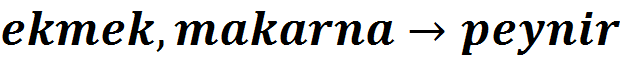 ekmek, makarna → peynir